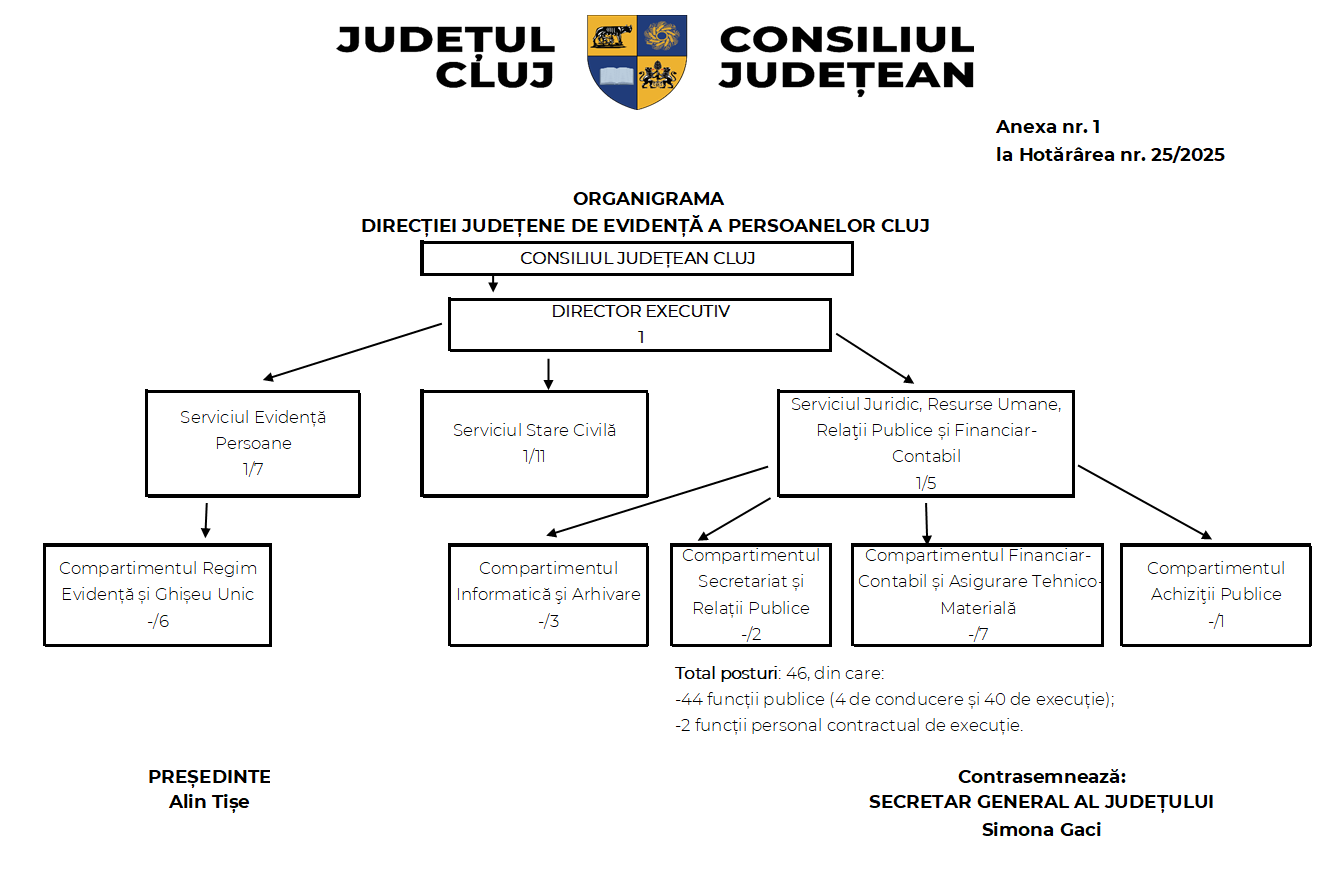 JUDEȚUL
CLUJ
CONSILIUL
JUDEȚEAN
Anexa nr. 1
la Hotărârea nr. 25/2025
ORGANIGRAMA
DIRECȚIEI JUDEȚENE DE EVIDENȚĂ A PERSOANELOR CLUJ
CONSILIUL JUDEȚEAN CLUJ
DIRECTOR EXECUTIV
1
Serviciul Evidență
Persoane
1/7
Serviciul Stare Civilă
1/11
Serviciul Juridic, Resurse Umane,
Relaţii Publice și Financiar-
Contabil
1/5
Compartimentul Regim
Evidență și Ghișeu Unic
-/6
Compartimentul
Informatică şi Arhivare
-/3
Compartimentul
Secretariat și
Relații Publice
-/2
Compartimentul Financiar-
Contabil și Asigurare Tehnico-
Materială
-/7
Compartimentul
Achiziţii Publice
-/1
Total posturi: 46, din care:
-44 funcții publice (4 de conducere și 40 de execuție);
-2 funcții personal contractual de execuție.
PREȘEDINTE
Alin Tișe
Contrasemnează:
SECRETAR GENERAL AL JUDEȚULUI
Simona Gaci